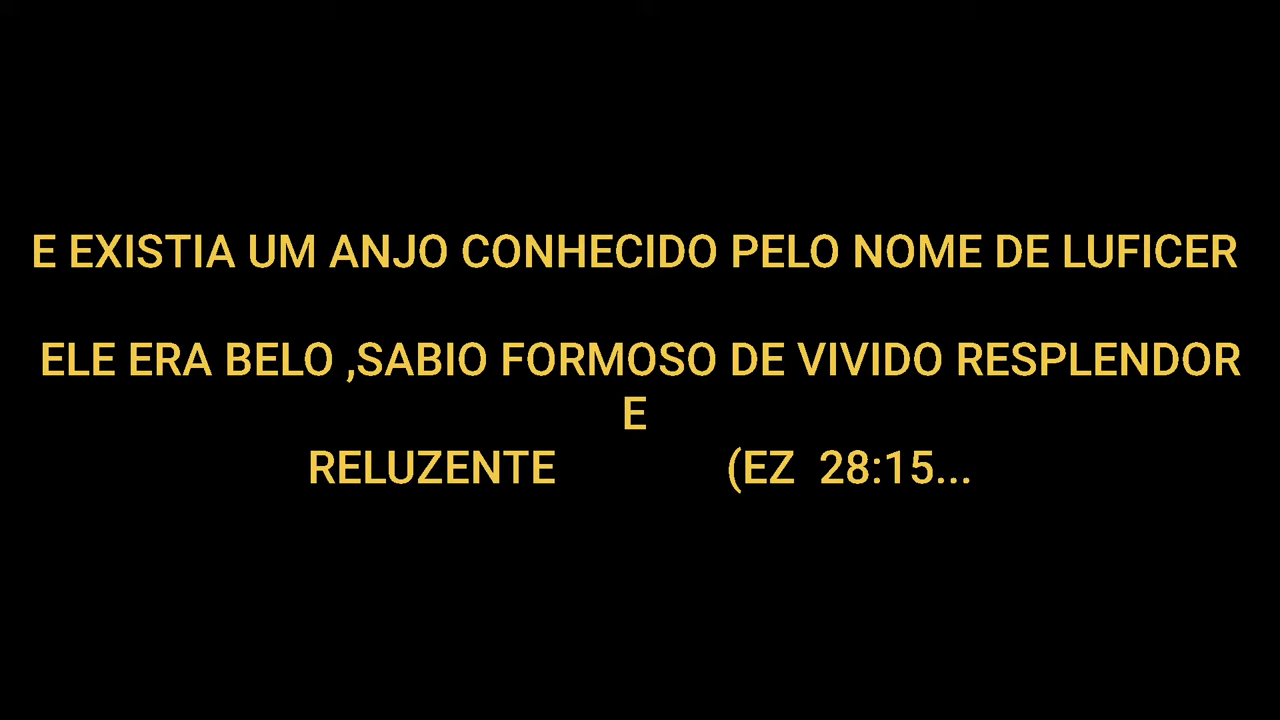 E EXISTIA UM ANJO CONHECIDO PELO NOME DE LUFICER
ELE ERA BELO ,SABIO FORMOSO DE VIVIDO RESPLENDOR
E
RELUZENTE (EZ 28:15...